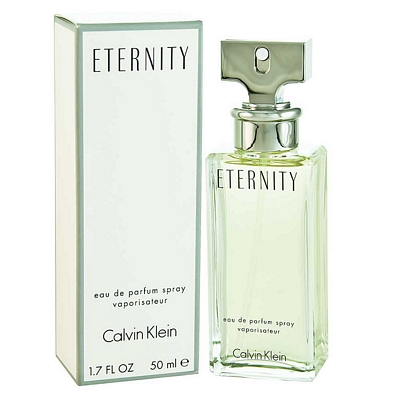 ETERNITY
eau de parfum spray
vaporisateur
Calvin Klein
1.7 FL OZ 50 ml ℮
ETERNITY
eau de parfum spray
vaporisateur
Calvin Klein